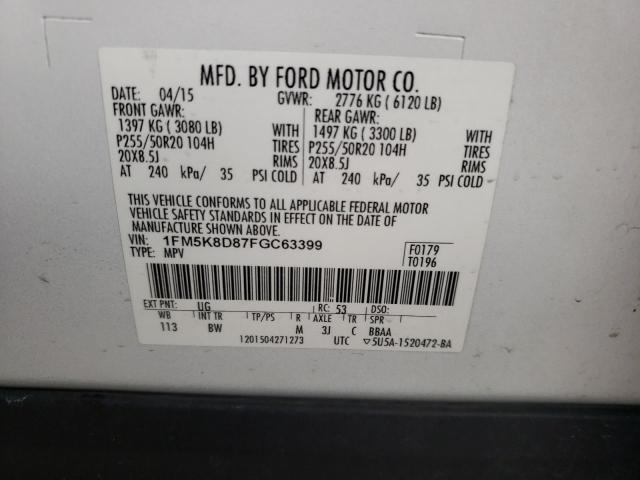 MFD. BY FORD MOTOR CO.
DATE: 04/15 GVWR: 2776 KG ( 6120 LB)
FRONT GAWR: REAR GAWR:
1397 KG ( 3080 LB) WITH 1497 KG ( 3300 LB) WITH
P255/50R20 104H TIRES P255/50R20 104H TIRES
20X8.5J RIMS 20X8.5J RIMS
AT 240 kPa/ 35 PSI COLD AT 240 kPa/ 35 PSI COLD
THIS VEHICLE CONFORMS TO ALL APPLICABLE FEDERAL MOTOR
VEHICLE SAFETY STANDARDS IN EFFECT ON THE DATE OF
MANUFACTURE SHOWN ABOVE.
VIN: 1FM5K8D87FGC63399 F0179
TYPE: MPV T0196
EXT PNT: UG RC: 53 DSO:
WB INT TR TP/PS R AXLE TR SPR
113 BW M 3J C BBAA
1201504271273 UTC ▽5U5A-1520472-BA